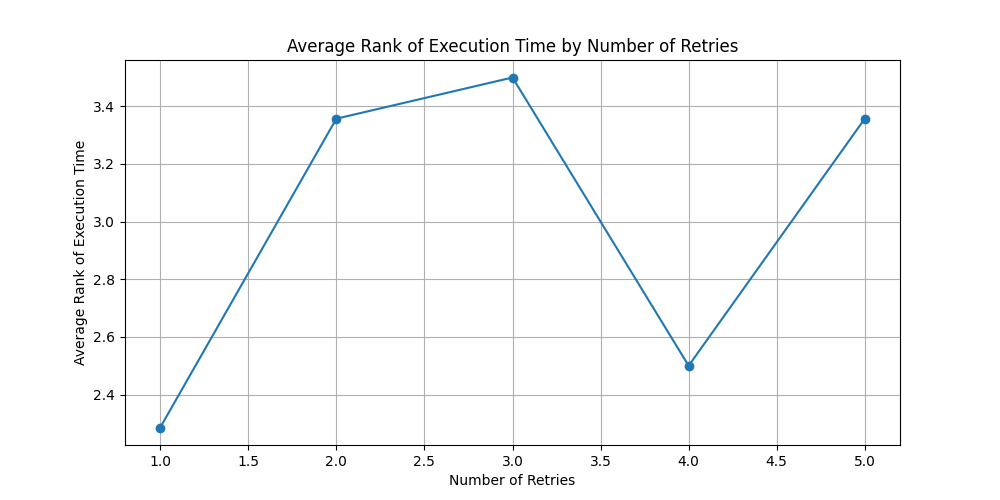 Average Rank of Execution Time by Number of Retries
Average Rank of Execution Time
3.4
3.2
3.0
2.8
2.6
2.4
1.0 1.5 2.0 2.5 3.0 3.5 4.0 4.5 5.0
Number of Retries